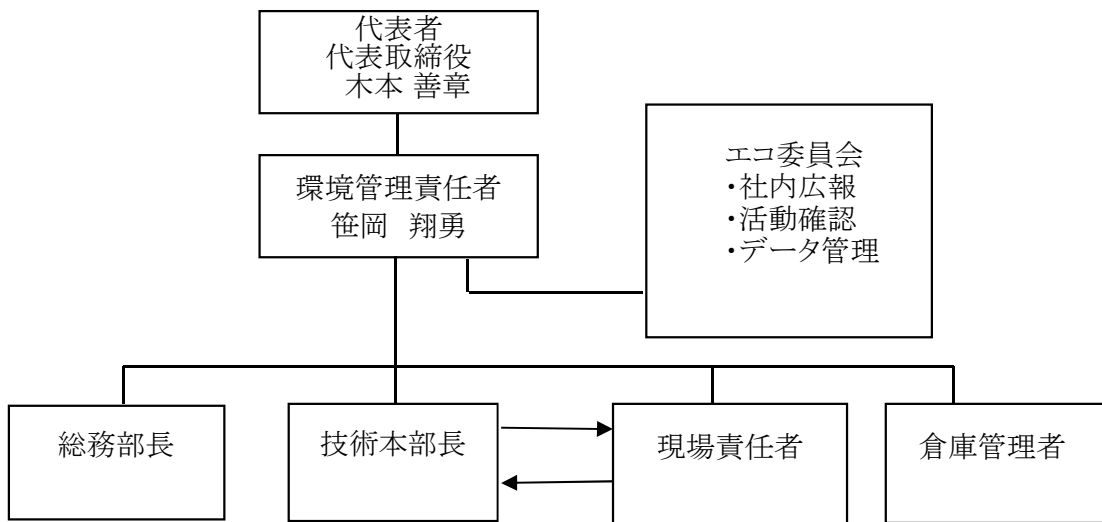 代表者
代表取締役
木本 善章
環境管理責任者
笹岡　翔勇
エコ委員会
・社内広報
・活動確認
・データ管理
総務部長
技術本部長
現場責任者
倉庫管理者